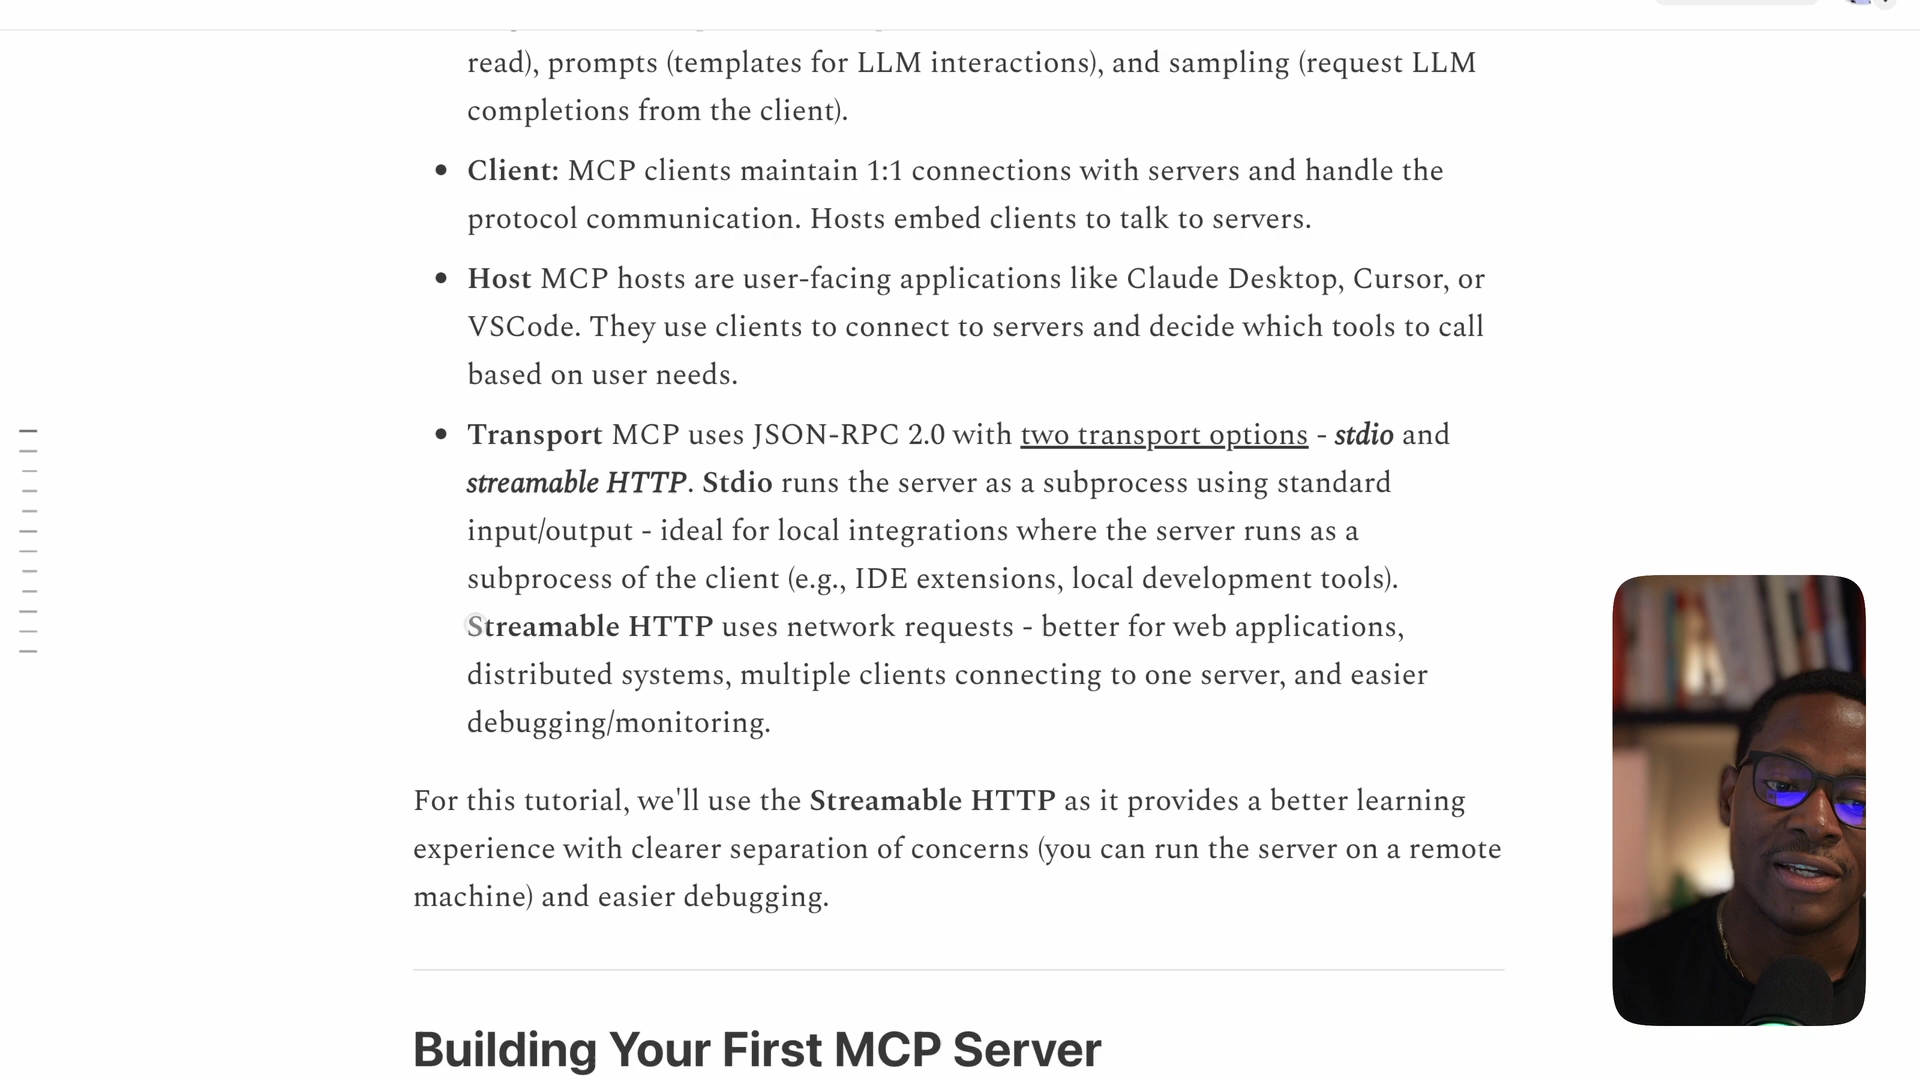 read), prompts (templates for LLM interactions), and sampling (request LLM
completions from the client).
Client: MCP clients maintain 1:1 connections with servers and handle the
protocol communication. Hosts embed clients to talk to servers.
Host MCP hosts are user-facing applications like Claude Desktop, Cursor, or
VSCode. They use clients to connect to servers and decide which tools to call
based on user needs.
Transport MCP uses JSON-RPC 2.0 with two transport options - stdio and
streamable HTTP. Stdio runs the server as a subprocess using standard
input/output - ideal for local integrations where the server runs as a
subprocess of the client (e.g., IDE extensions, local development tools).
Streamable HTTP uses network requests - better for web applications,
distributed systems, multiple clients connecting to one server, and easier
debugging/monitoring.
For this tutorial, we'll use the Streamable HTTP as it provides a better learning
experience with clearer separation of concerns (you can run the server on a remote
machine) and easier debugging.
Building Your First MCP Server